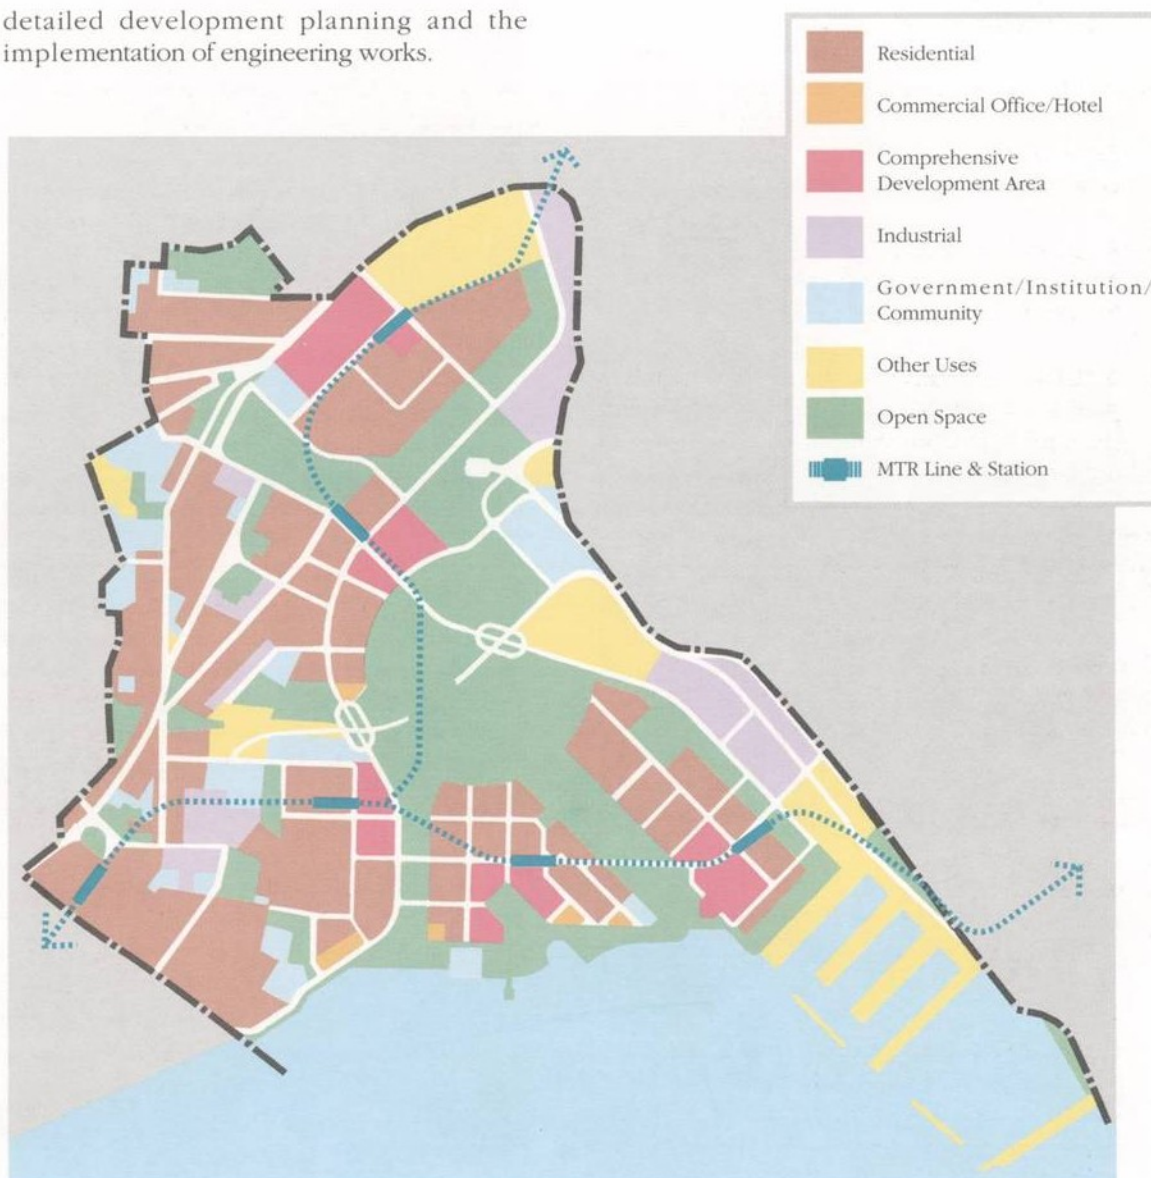 detailed development planning and the
implementation of engineering works.
Residential
Commercial Office/Hotel
Comprehensive
Development Area
Industrial
Government/Institution/
Community
Other Uses
Open Space
MTR Line & Station